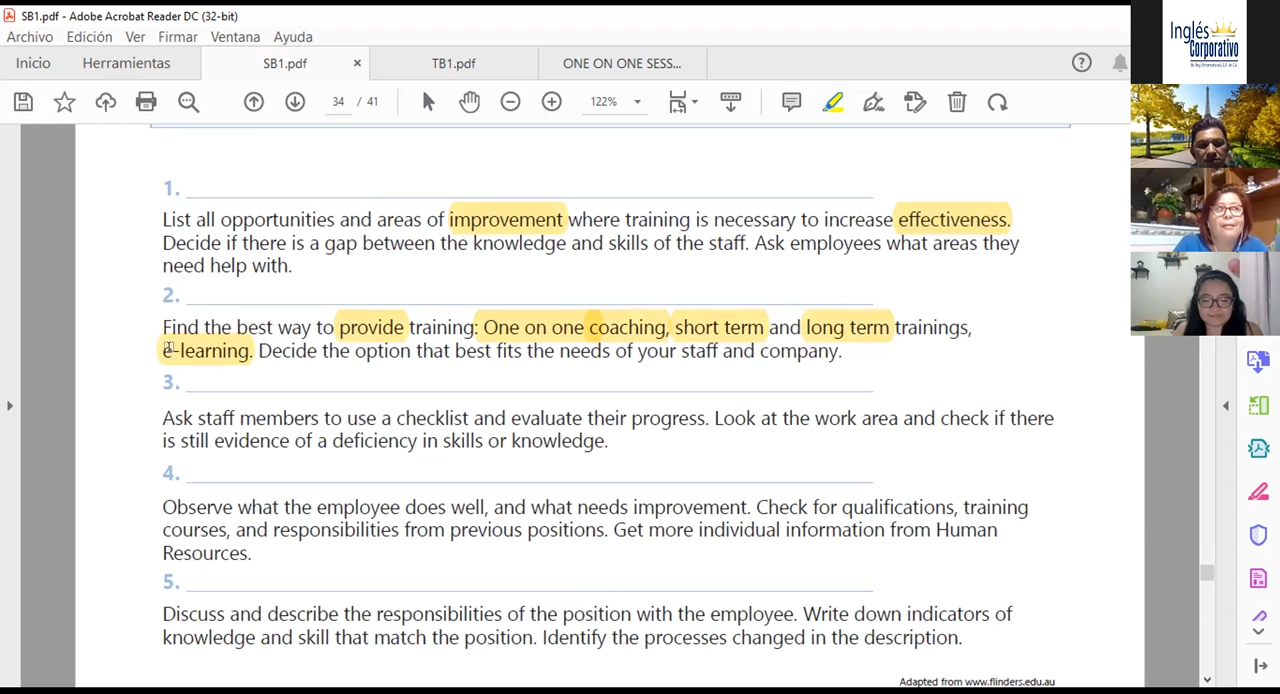 SB1.pdf - Adobe Acrobat Reader DC (32-bit)
Archivo Edición Ver Firmar Ventana Ayuda
Inicio Herramientas SB1.pdf × TB1.pdf ONE ON ONE SESS...
34 / 41 122%
1.
List all opportunities and areas of improvement where training is necessary to increase effectiveness.
Decide if there is a gap between the knowledge and skills of the staff. Ask employees what areas they
need help with.
2.
Find the best way to provide training: One on one coaching, short term and long term trainings,
e-learning. Decide the option that best fits the needs of your staff and company.
3.
Ask staff members to use a checklist and evaluate their progress. Look at the work area and check if there
is still evidence of a deficiency in skills or knowledge.
4.
Observe what the employee does well, and what needs improvement. Check for qualifications, training
courses, and responsibilities from previous positions. Get more individual information from Human
Resources.
5.
Discuss and describe the responsibilities of the position with the employee. Write down indicators of
knowledge and skill that match the position. Identify the processes changed in the description.
Adapted from www.flinders.edu.au
Inglés
Corporativo